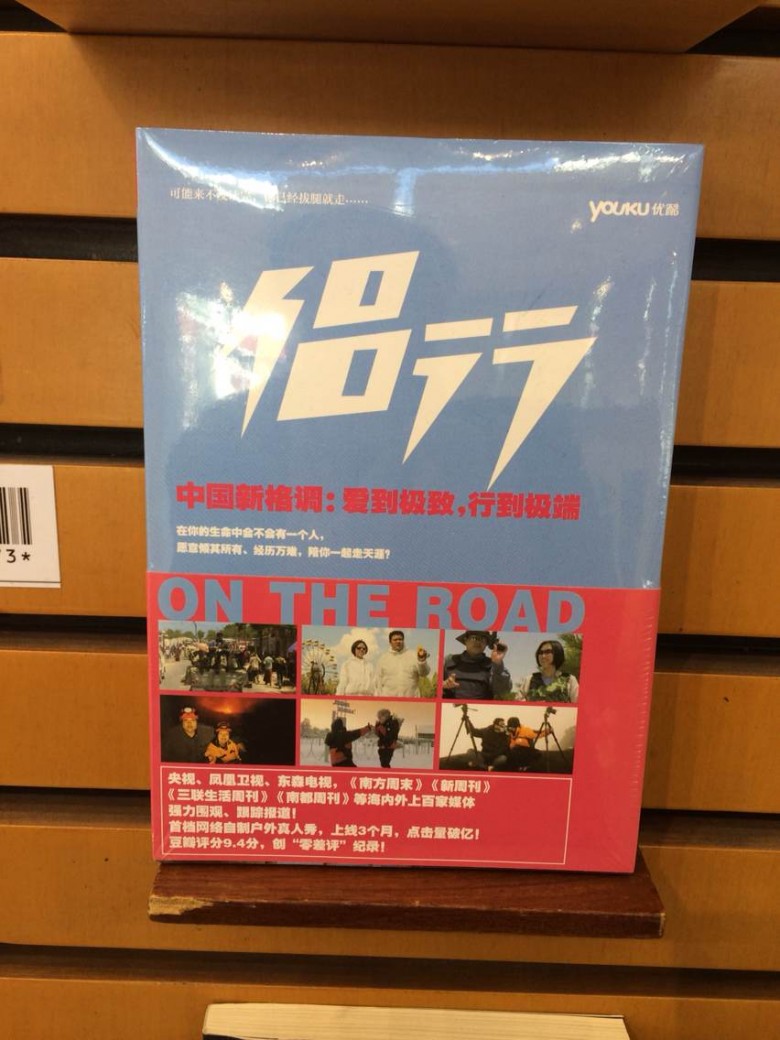 可能来不 已经拔腿就走……
YOUKU 优酷
侣行
中国新格调：爱到极致，行到极端
在你的生命中会不会有一个人，
愿意倾其所有、经历万难，陪你一起走天涯？
ON THE ROAD
央视、凤凰卫视、东森电视，《南方周末》《新周刊》
《三联生活周刊》《南都周刊》等海内外上百家媒体
强力围观、跟踪报道！
首档网络自制户外真人秀，上线3个月，点击量破亿！
豆瓣评分9.4分，创“零差评”纪录！
3*